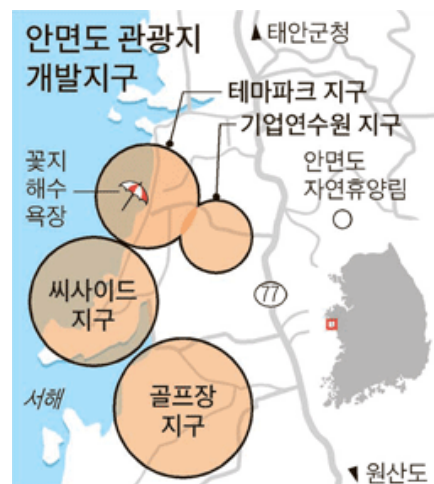 안면도 관광지
개발지구
태안군청
테마파크 지구
기업연수원 지구
꽃지
해수
욕장
안면도
자연휴양림
씨사이드
지구
77
서해
골프장
지구
원산도